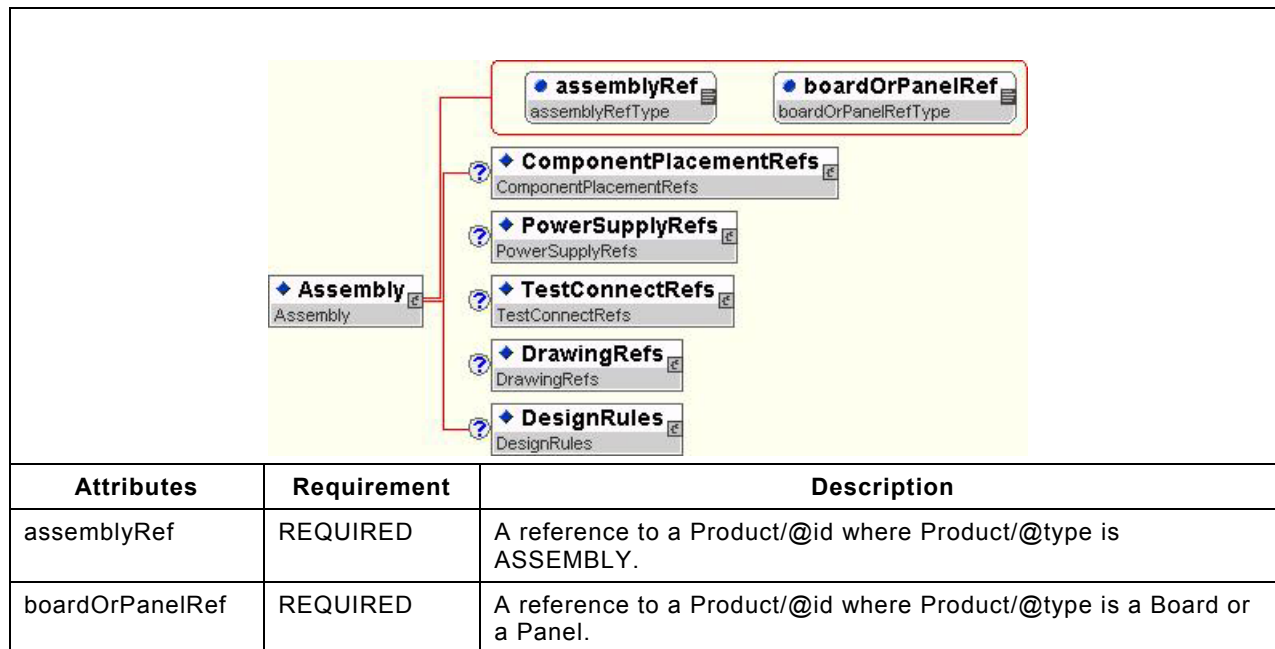 assemblyRef
assemblyRefType
boardOrPanelRef
boardOrPanelRefType
? ComponentPlacementRefs
ComponentPlacementRefs
? PowerSupplyRefs
PowerSupplyRefs
Assembly
Assembly
? TestConnectRefs
TestConnectRefs
? DrawingRefs
DrawingRefs
? DesignRules
DesignRules
Attributes Requirement Description
assemblyRef REQUIRED A reference to a Product/@id where Product/@type is
ASSEMBLY.
boardOrPanelRef REQUIRED A reference to a Product/@id where Product/@type is a Board or
a Panel.